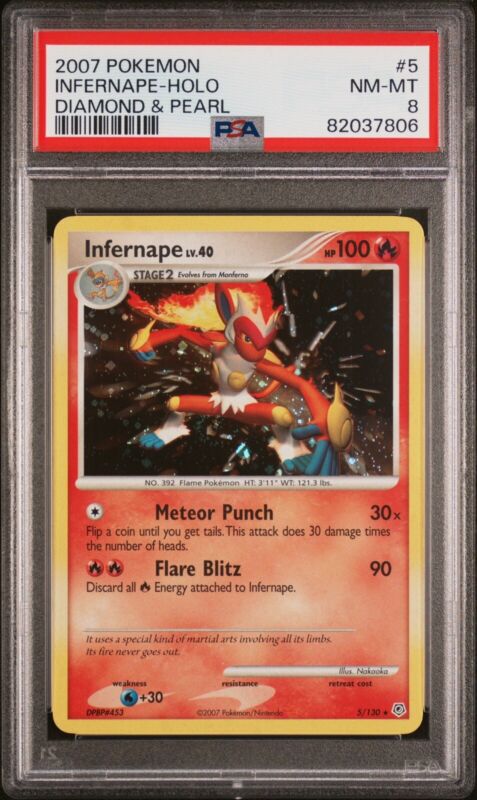 2007 POKEMON #5
INFERNAPE-HOLO NM-MT
DIAMOND & PEARL 8
PSA 82037806
Infernape LV.40 HP 100
STAGE 2 Evolves from Monferno
NO. 392 Flame Pokémon HT: 3'11" WT: 121.3 lbs.
Meteor Punch 30×
Flip a coin until you get tails. This attack does 30 damage times
the number of heads.
Flare Blitz 90
Discard all Energy attached to Infernape.
It uses a special kind of martial arts involving all its limbs.
Its fire never goes out.
Illus. Nakaoka
weakness resistance retreat cost
+30
DPBP#453 ©2007 Pokémon/Nintendo 5/130 ★